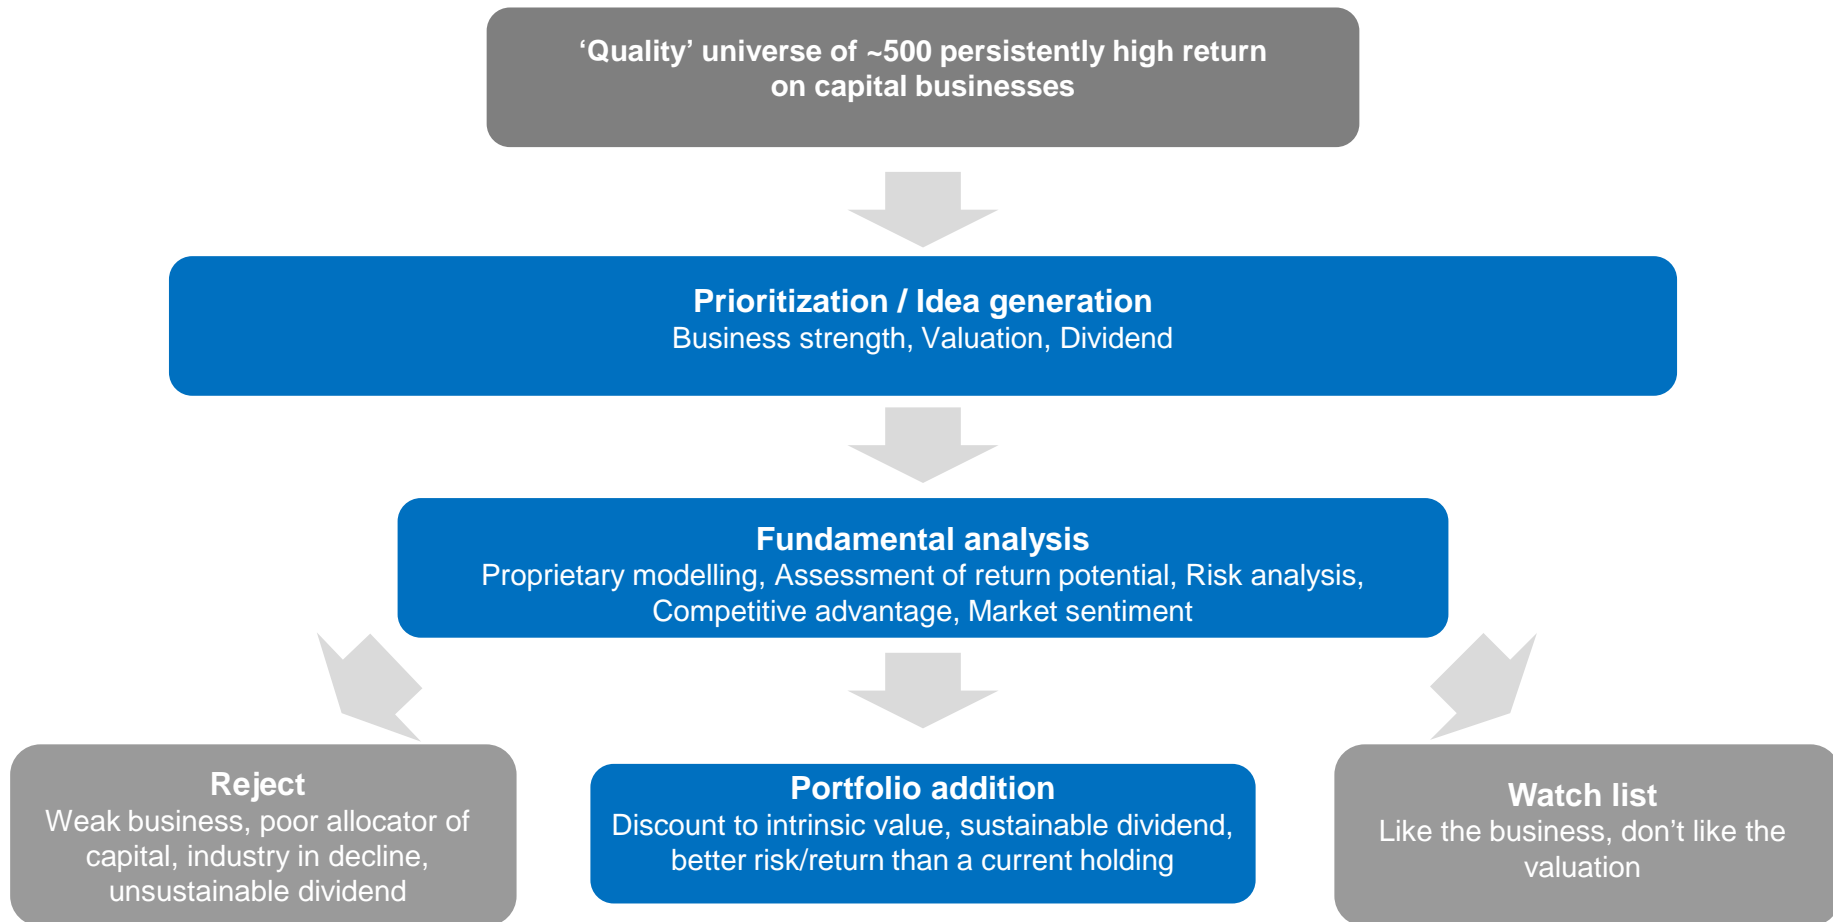 ‘Quality’ universe of ~500 persistently high return
on capital businesses
Prioritization / Idea generation
Business strength, Valuation, Dividend
Fundamental analysis
Proprietary modelling, Assessment of return potential, Risk analysis,
Competitive advantage, Market sentiment
Reject
Weak business, poor allocator of
capital, industry in decline,
unsustainable dividend
Portfolio addition
Discount to intrinsic value, sustainable dividend,
better risk/return than a current holding
Watch list
Like the business, don’t like the
valuation